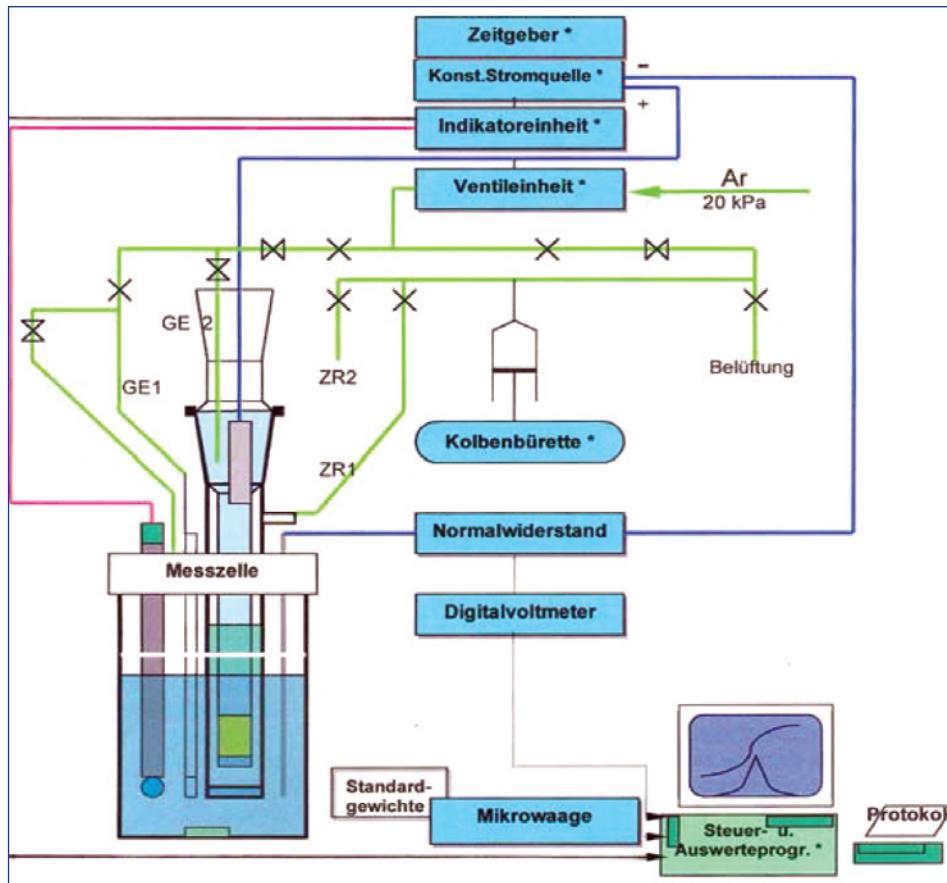 Zeitgeber *
Konst.Stromquelle *
−
+
Indikatoreinheit *
Ventileinheit *
Ar
20 kPa
GE 2
GE1
ZR2
Belüftung
Kolbenbürette *
ZR1
Normalwiderstand
Messzelle
Digitalvoltmeter
Standard-
gewichte
Mikrowaage
Steuer- u.
Auswerteprogr. *
Protokol